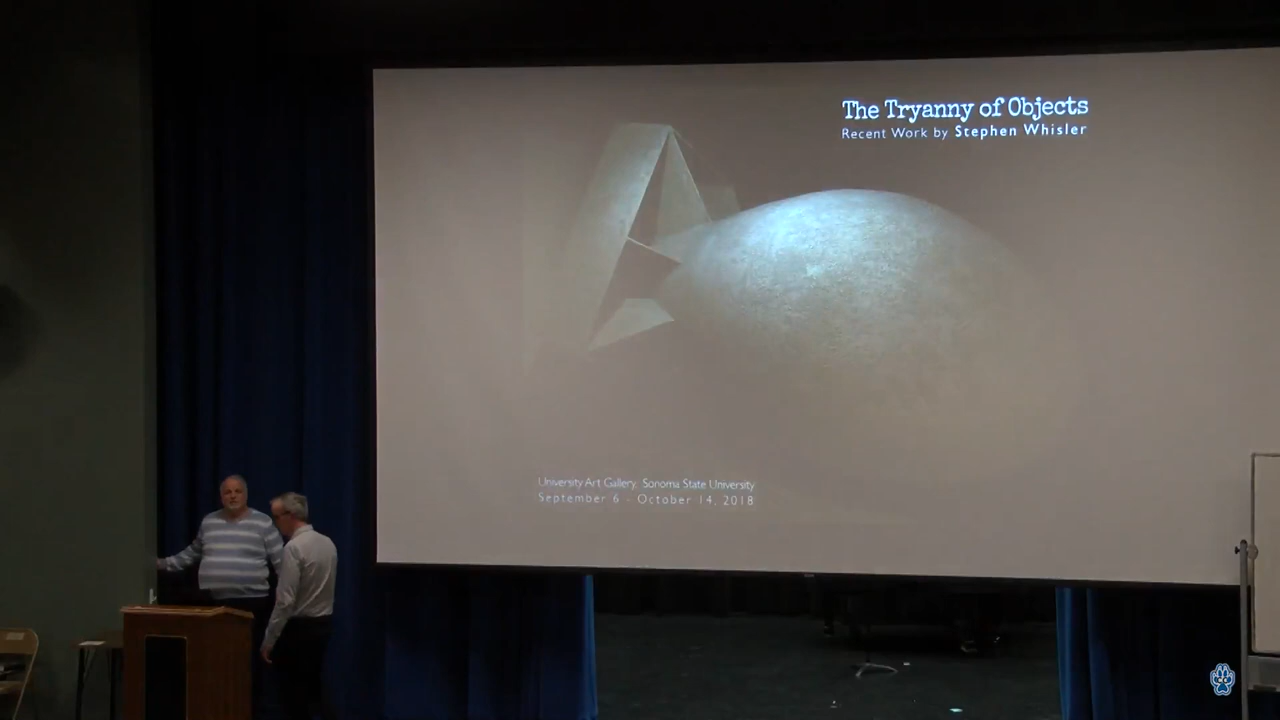 The Tryanny of Objects
Recent Work by Stephen Whisler
University Art Gallery, Sonoma State University
September 6 - October 14, 2018